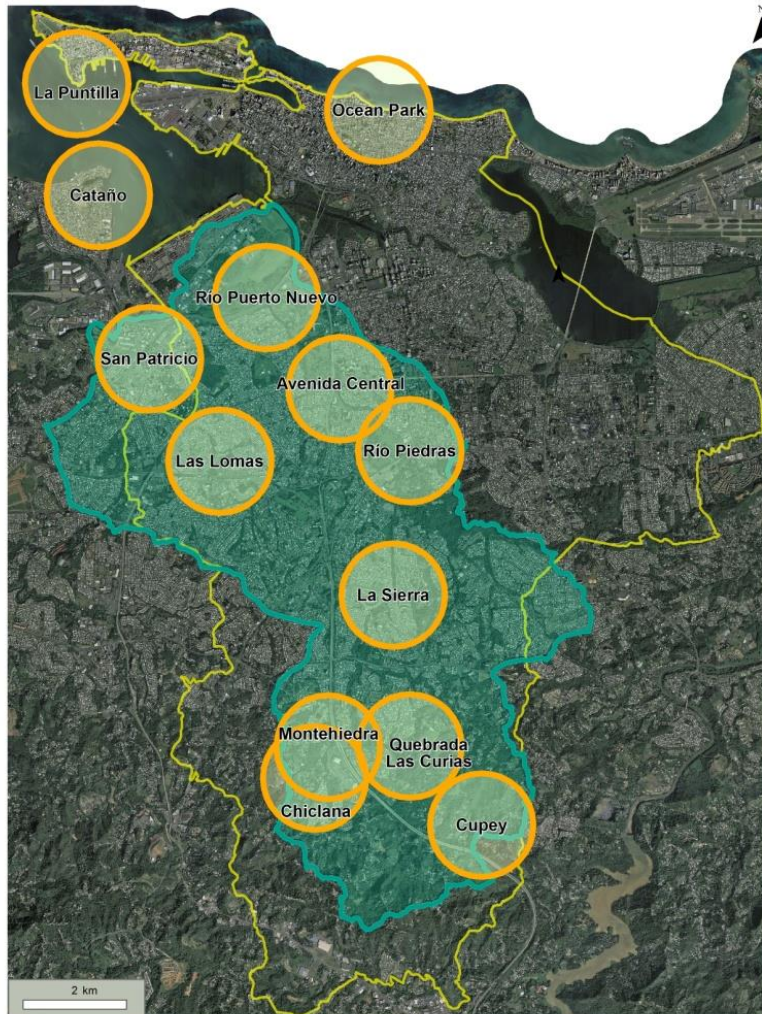 N
La Puntilla
Ocean Park
Cataño
Río Puerto Nuevo
San Patricio
Avenida Central
Río Piedras
Las Lomas
La Sierra
Montehiedra
Quebrada
Las Curias
Chiclana
Cupey
2 km